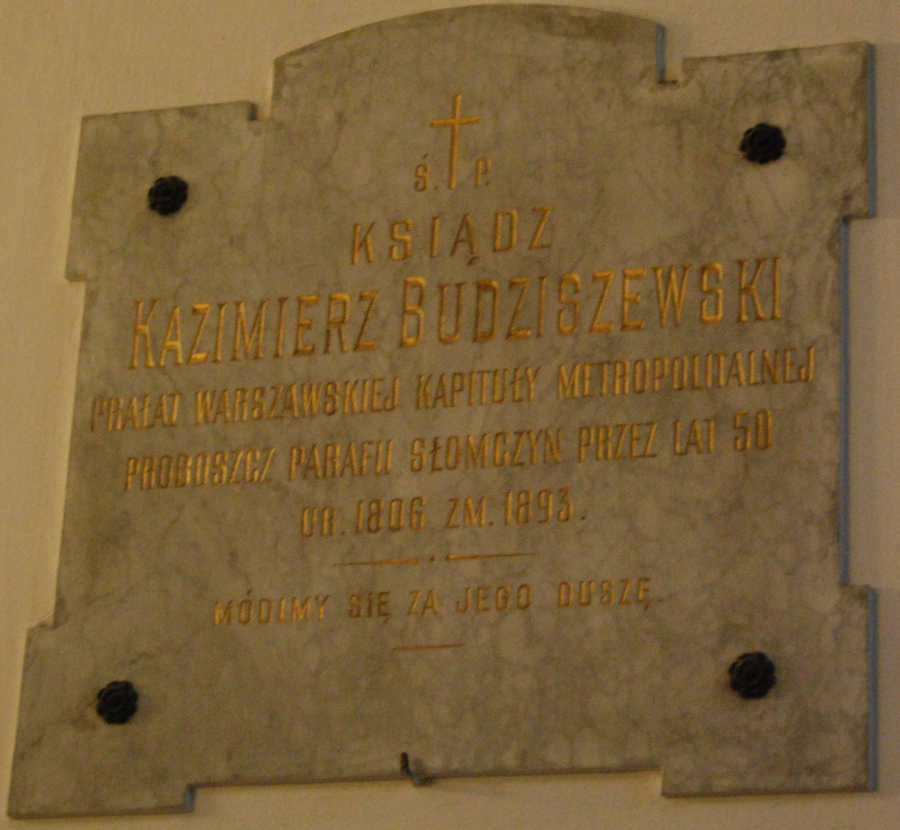 Ś. P.
KSIĄDZ
KAZIMIERZ BUDZISZEWSKI
PRAŁAT WARSZAWSKIEJ KAPITUŁY METROPOLITALNEJ
PROBOSZCZ PARAFII SŁOMCZYN PRZEZ LAT 50
UR. 1806 ZM. 1893.
MÓDLMY SIĘ ZA JEGO DUSZĘ.